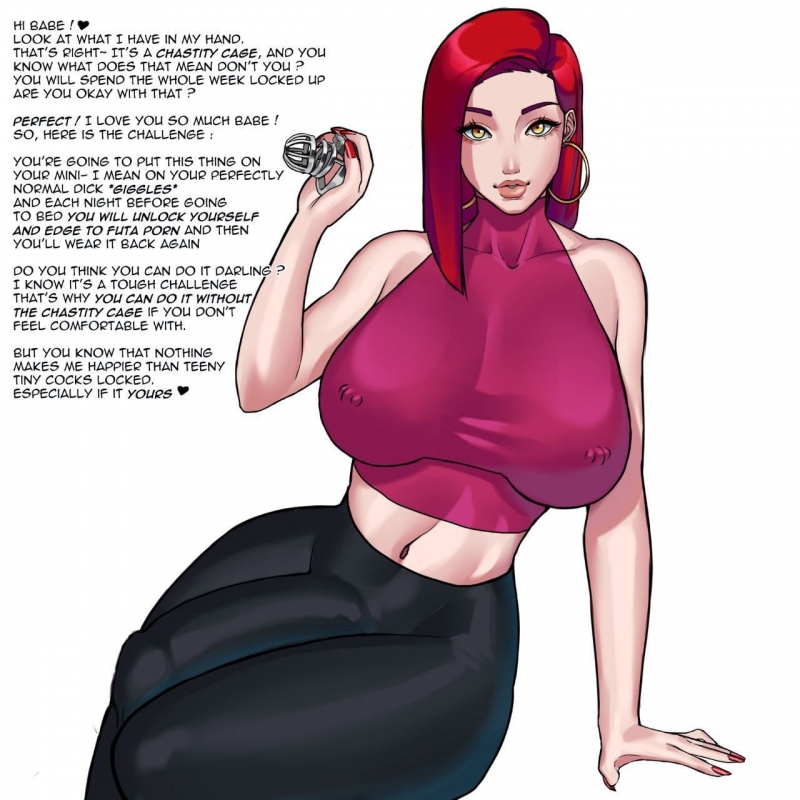 HI BABE ! ♥
LOOK AT WHAT I HAVE IN MY HAND.
THAT'S RIGHT~ IT'S A CHASTITY CAGE, AND YOU
KNOW WHAT DOES THAT MEAN DON'T YOU ?
YOU WILL SPEND THE WHOLE WEEK LOCKED UP
ARE YOU OKAY WITH THAT ?
PERFECT ! I LOVE YOU SO MUCH BABE !
SO, HERE IS THE CHALLENGE :
YOU'RE GOING TO PUT THIS THING ON
YOUR MINI- I MEAN ON YOUR PERFECTLY
NORMAL DICK *GIGGLES*
AND EACH NIGHT BEFORE GOING
TO BED YOU WILL UNLOCK YOURSELF
AND EDGE TO FUTA PORN AND THEN
YOU'LL WEAR IT BACK AGAIN
DO YOU THINK YOU CAN DO IT DARLING ?
I KNOW IT'S A TOUGH CHALLENGE
THAT'S WHY YOU CAN DO IT WITHOUT
THE CHASTITY CAGE IF YOU DON'T
FEEL COMFORTABLE WITH.
BUT YOU KNOW THAT NOTHING
MAKES ME HAPPIER THAN TEENY
TINY COCKS LOCKED.
ESPECIALLY IF IT YOURS ♥